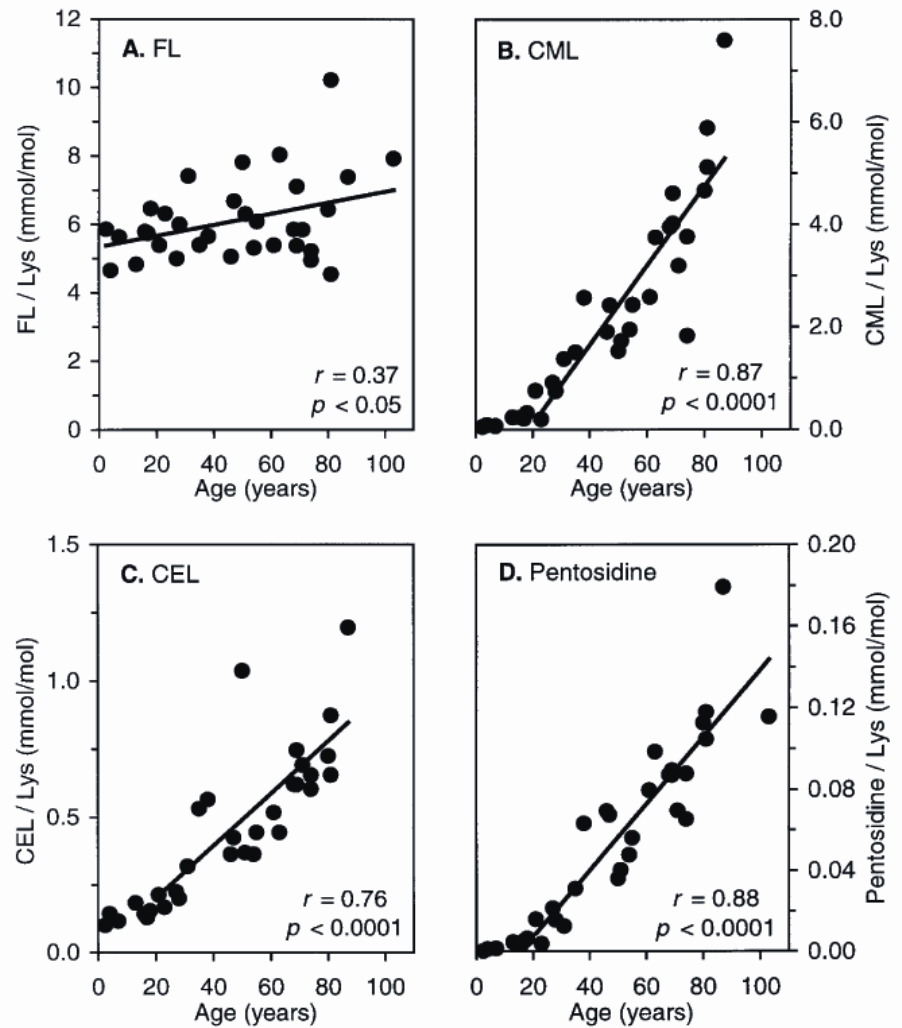 A. FL
12
10
8
6
4
2
0
FL / Lys (mmol/mol)
r = 0.37
p < 0.05
0 20 40 60 80 100
Age (years)
B. CML
8.0
6.0
4.0
2.0
0.0
CML / Lys (mmol/mol)
r = 0.87
p < 0.0001
0 20 40 60 80 100
Age (years)
C. CEL
1.5
1.0
0.5
0.0
CEL / Lys (mmol/mol)
r = 0.76
p < 0.0001
0 20 40 60 80 100
Age (years)
D. Pentosidine
0.20
0.16
0.12
0.08
0.04
0.00
Pentosidine / Lys (mmol/mol)
r = 0.88
p < 0.0001
0 20 40 60 80 100
Age (years)